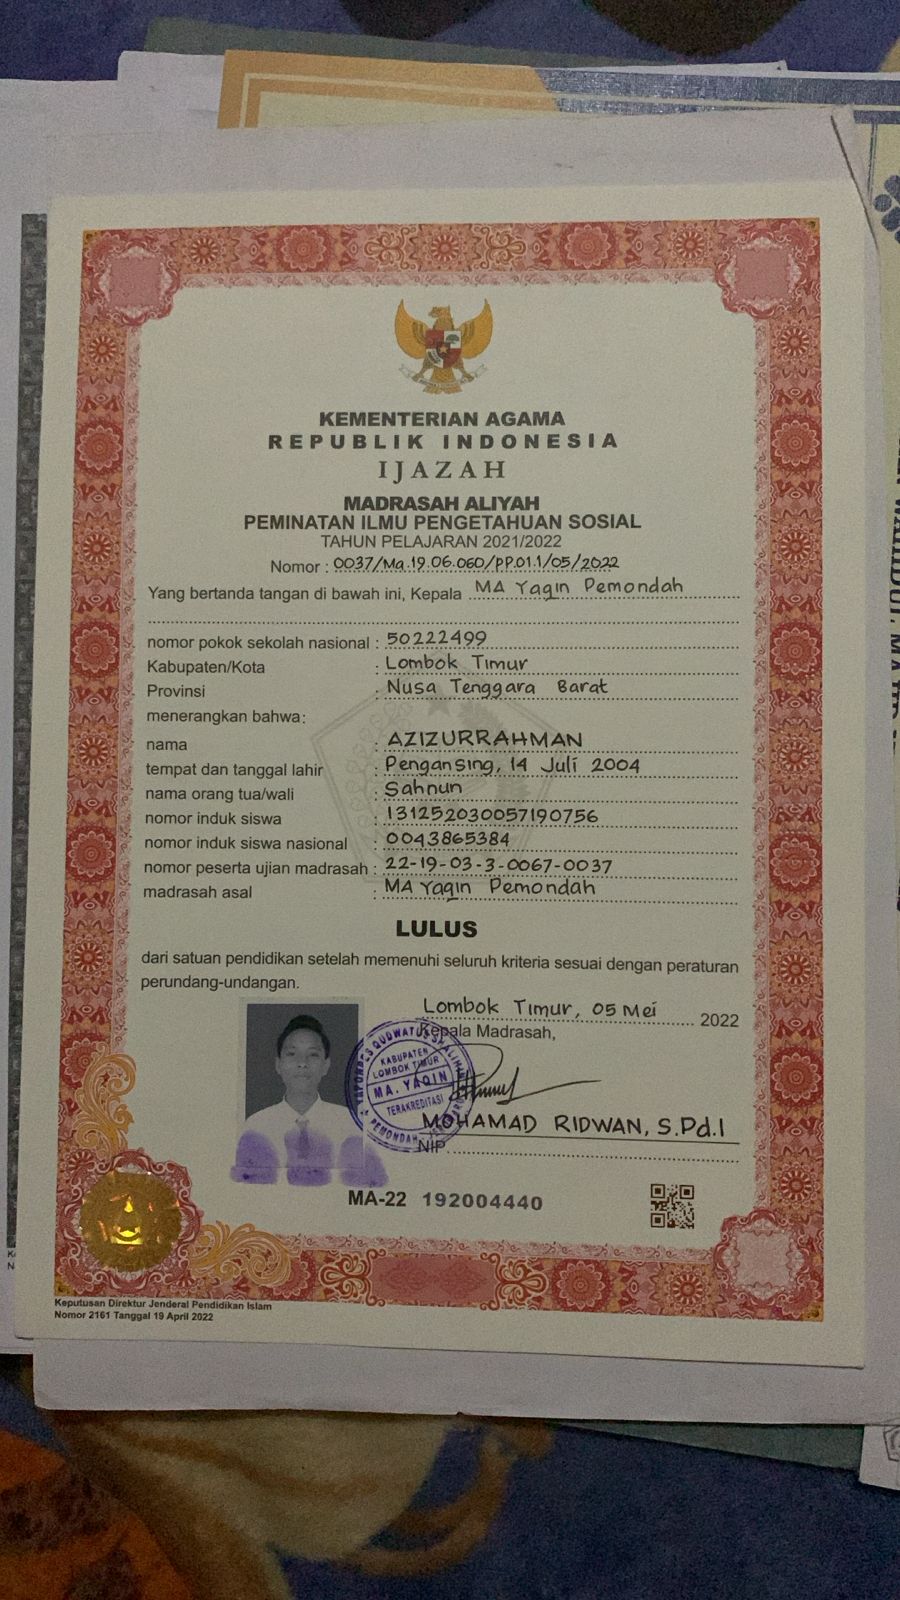 KEMENTERIAN AGAMA
REPUBLIK INDONESIA
IJAZAH
MADRASAH ALIYAH
PEMINATAN ILMU PENGETAHUAN SOSIAL
TAHUN PELAJARAN 2021/2022
Nomor : 0037/Ma.19.06.060/PP.01.1/05/2022
Yang bertanda tangan di bawah ini, Kepala MA Yaqin Pemondah
nomor pokok sekolah nasional : 50222499
Kabupaten/Kota : Lombok Timur
Provinsi : Nusa Tenggara Barat
menerangkan bahwa:
nama : AZIZURRAHMAN
tempat dan tanggal lahir : Pengansing, 14 Juli 2004
nama orang tua/wali : Sahnun
nomor induk siswa : 131252030057190756
nomor induk siswa nasional : 0043865384
nomor peserta ujian madrasah : 22-19-03-3-0067-0037
madrasah asal : MA Yaqin Pemondah
LULUS
dari satuan pendidikan setelah memenuhi seluruh kriteria sesuai dengan peraturan
perundang-undangan.
Lombok Timur, 05 Mei 2022
Kepala Madrasah,
KABUPATEN
LOMBOK TIMUR
MA. YAQIN
TERAKREDITASI
PEMONDAH
MOHAMAD RIDWAN, S.Pd.I
NIP.
MA-22 192004440
Keputusan Direktur Jenderal Pendidikan Islam
Nomor 2161 Tanggal 19 April 2022